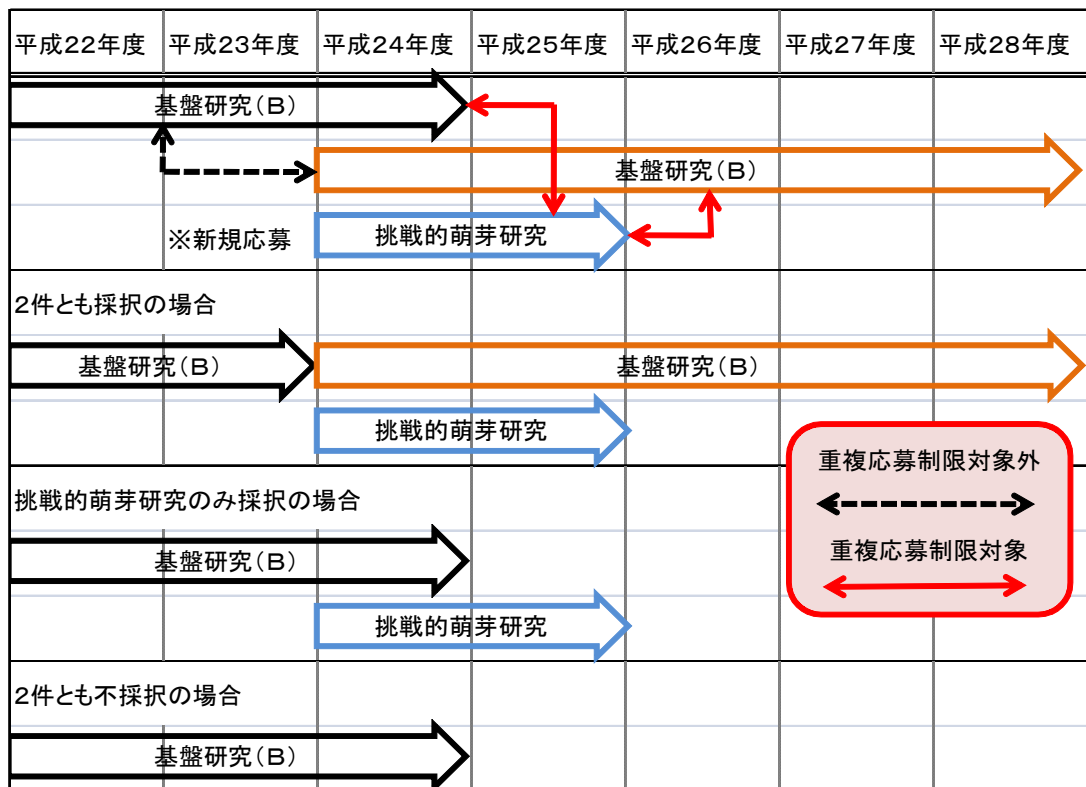 平成22年度 平成23年度 平成24年度 平成25年度 平成26年度 平成27年度 平成28年度
基盤研究(B)
基盤研究(B)
※新規応募 挑戦的萌芽研究
2件とも採択の場合
基盤研究(B) 基盤研究(B)
挑戦的萌芽研究
重複応募制限対象外
重複応募制限対象
挑戦的萌芽研究のみ採択の場合
基盤研究(B)
挑戦的萌芽研究
2件とも不採択の場合
基盤研究(B)